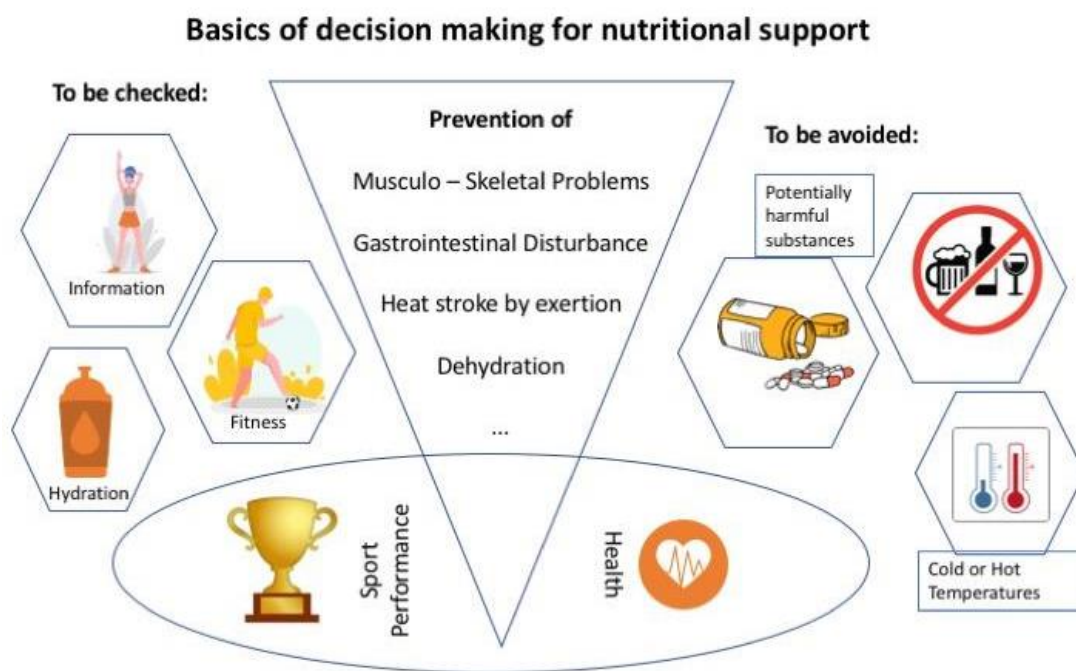 Basics of decision making for nutritional support
To be checked:
Information
Fitness
Hydration
Prevention of
Musculo – Skeletal Problems
Gastrointestinal Disturbance
Heat stroke by exertion
Dehydration
...
To be avoided:
Potentially
harmful
substances
Cold or Hot
Temperatures
Sport
Performance
Health